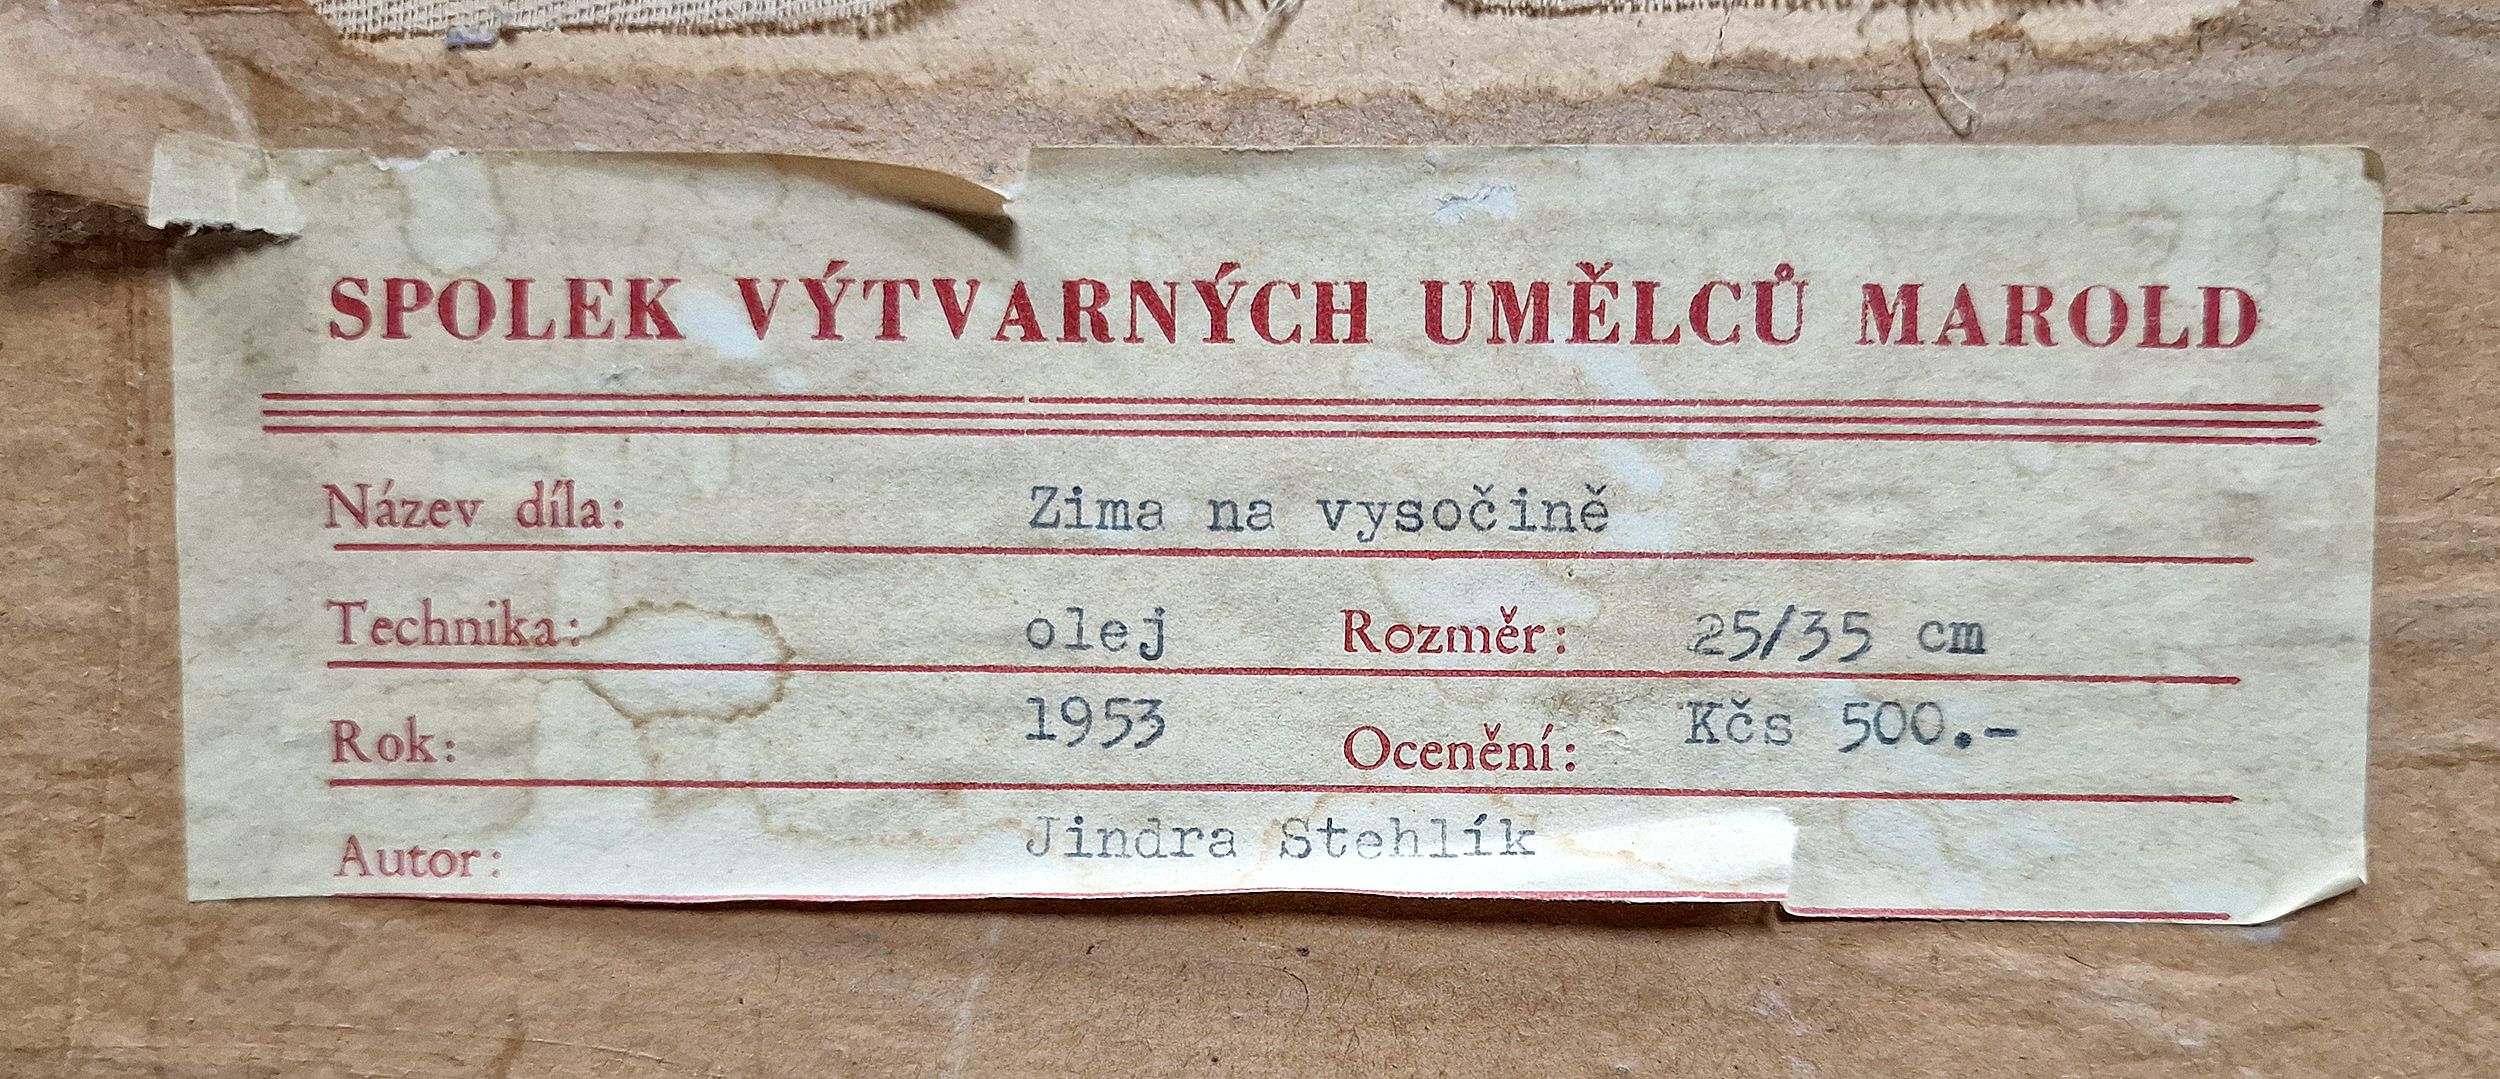 SPOLEK VÝTVARNÝCH UMĚLCŮ MAROLD
Název díla: Zima na vysočině
Technika: olej Rozměr: 25/35 cm
Rok: 1953 Ocenění: Kčs 500.-
Autor: Jindra Stehlík